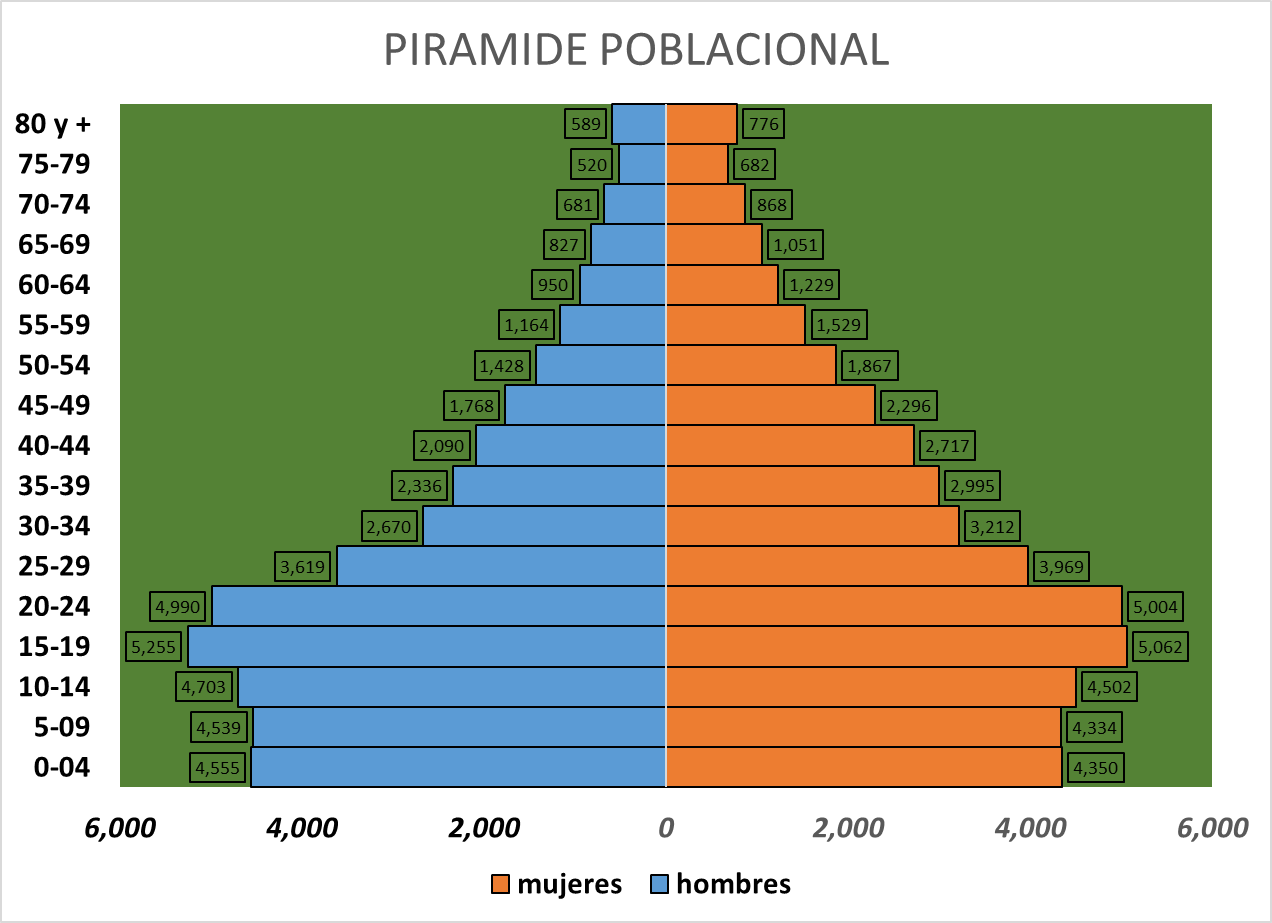 PIRAMIDE POBLACIONAL
80 y + 589 776
75-79 520 682
70-74 681 868
65-69 827 1,051
60-64 950 1,229
55-59 1,164 1,529
50-54 1,428 1,867
45-49 1,768 2,296
40-44 2,090 2,717
35-39 2,336 2,995
30-34 2,670 3,212
25-29 3,619 3,969
20-24 4,990 5,004
15-19 5,255 5,062
10-14 4,703 4,502
5-09 4,539 4,334
0-04 4,555 4,350
6,000 4,000 2,000 0 2,000 4,000 6,000
mujeres hombres